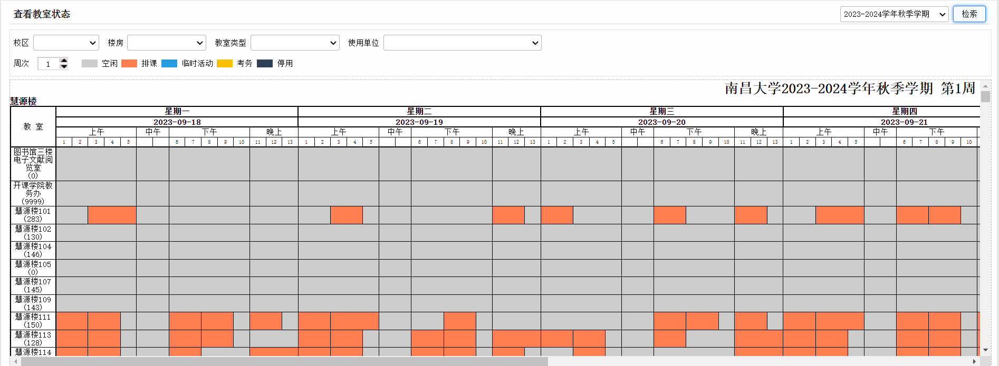 查看教室状态 2023-2024学年秋季学期 检索
校区 楼房 教室类型 使用单位
周次 1 空闲 排课 临时活动 考务 停用
南昌大学2023-2024学年秋季学期 第1周
慧源楼
教 室 星期一 星期二 星期三 星期四
2023-09-18 2023-09-19 2023-09-20 2023-09-21
上午 中午 下午 晚上 上午 中午 下午 晚上 上午 中午 下午 晚上 上午 中午 下午
1 2 3 4 5 6 7 8 9 10 11 12 13 1 2 3 4 5 6 7 8 9 10 11 12 13 1 2 3 4 5 6 7 8 9 10 11 12 13 1 2 3 4 5 6 7 8 9 10
图书馆三楼
电子文献阅
览室
(0)
开课学院教
务办
(9999)
慧源楼101
(283)
慧源楼102
(130)
慧源楼104
(146)
慧源楼105
(0)
慧源楼107
(145)
慧源楼109
(143)
慧源楼111
(150)
慧源楼113
(128)
慧源楼114